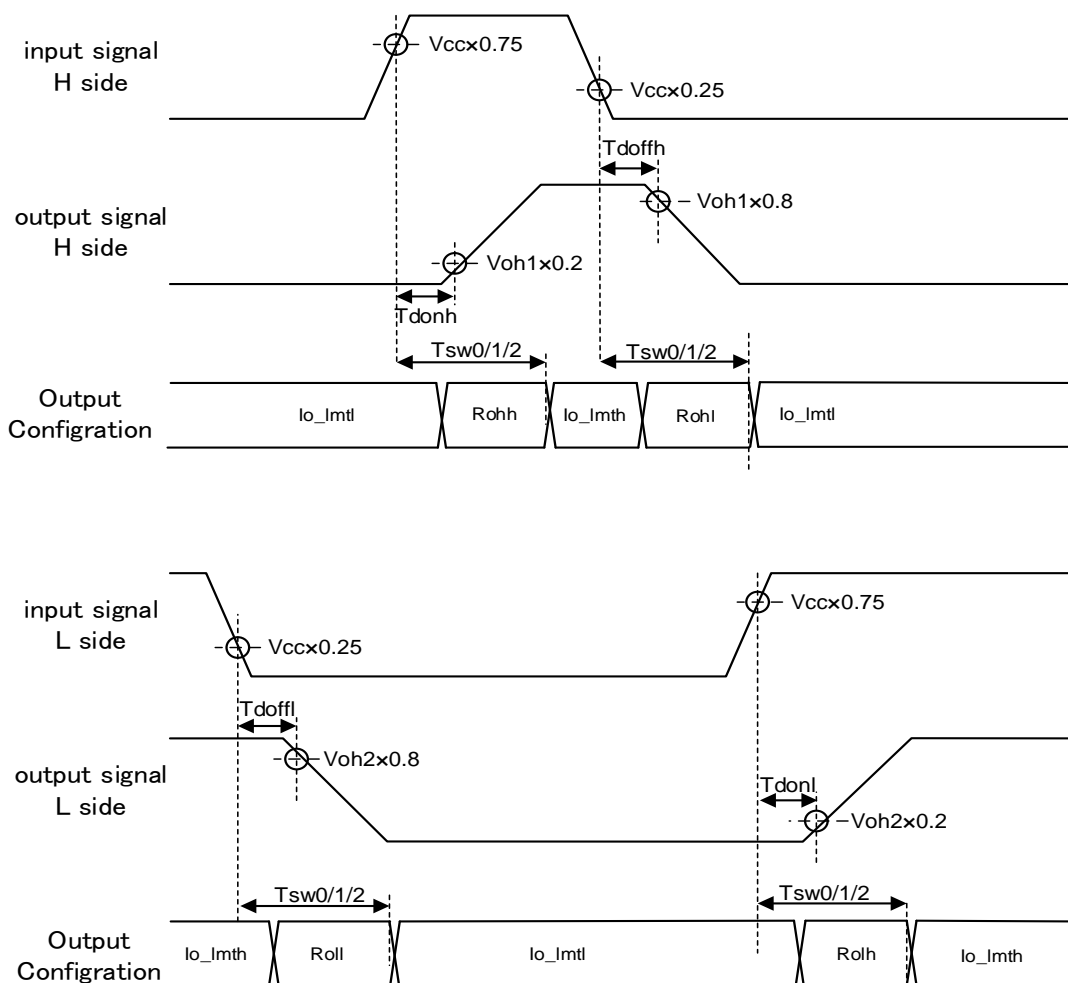 input signal
H side
Vcc×0.75
Vcc×0.25
Tdoffh
output signal
H side
Voh1×0.8
Voh1×0.2
Tdonh
Tsw0/1/2
Tsw0/1/2
Output
Configration
Io_lmtl
Rohh
Io_lmth
Rohl
Io_lmtl
input signal
L side
Vcc×0.25
Vcc×0.75
Tdoffl
output signal
L side
Voh2×0.8
Tdonl
Voh2×0.2
Tsw0/1/2
Tsw0/1/2
Output
Configration
Io_lmth
Roll
Io_lmtl
Rolh
Io_lmth